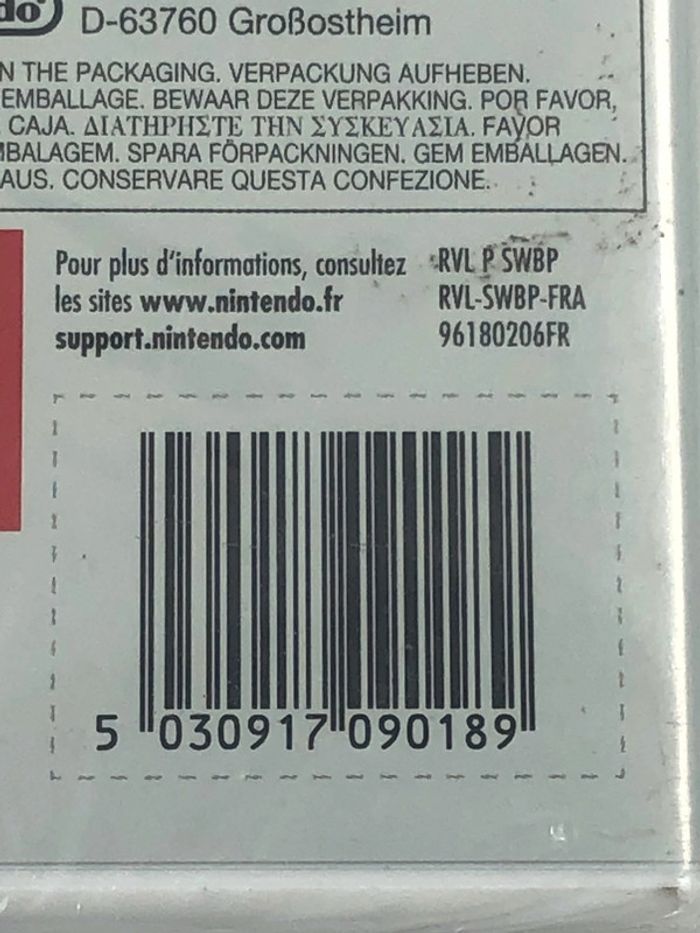 do
D-63760 Großostheim
N THE PACKAGING. VERPACKUNG AUFHEBEN.
EMBALLAGE. BEWAAR DEZE VERPAKKING. POR FAVOR,
CAJA. ΔΙΑΤΗΡΗΣΤΕ ΤΗΝ ΣΥΣΚΕΥΑΣΙΑ. FAVOR
MBALAGEM. SPARA FÖRPACKNINGEN. GEM EMBALLAGEN.
AUS. CONSERVARE QUESTA CONFEZIONE.
Pour plus d'informations, consultez
les sites www.nintendo.fr
support.nintendo.com
RVL P SWBP
RVL-SWBP-FRA
96180206FR
5 030917 090189